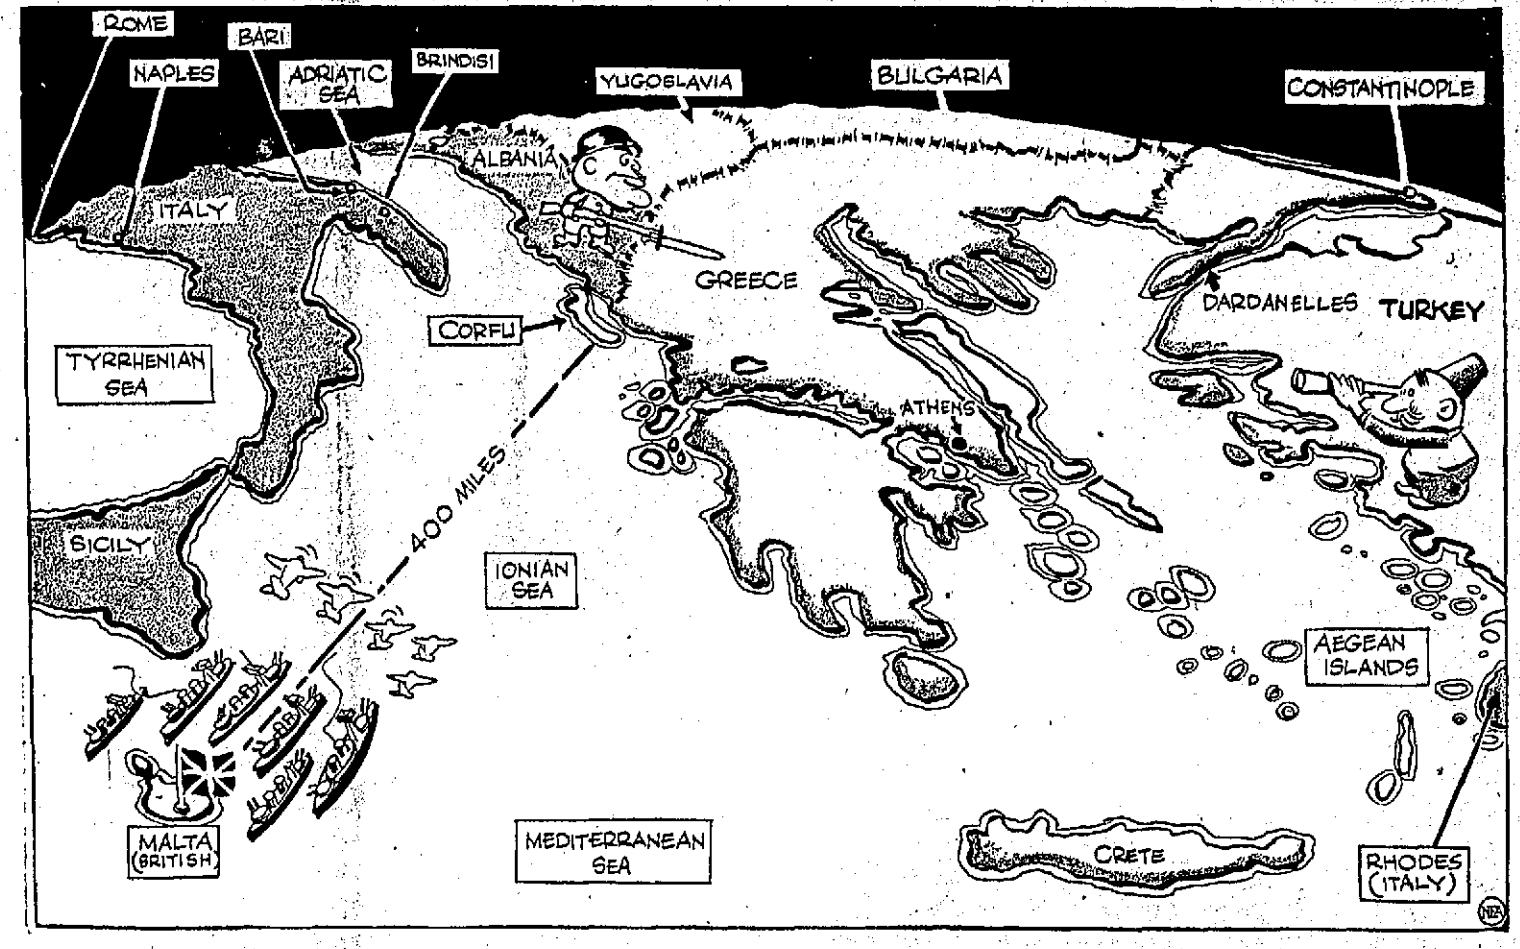 ROME
BARI
NAPLES
ADRIATIC
SEA
BRINDISI
YUGOSLAVIA
BULGARIA
CONSTANTINOPLE
ALBANIA
ITALY
GREECE
DARDANELLES
TURKEY
CORFU
TYRRHENIAN
SEA
ATHENS
400 MILES
SICILY
IONIAN
SEA
AEGEAN
ISLANDS
MALTA
(BRITISH)
MEDITERRANEAN
SEA
CRETE
RHODES
(ITALY)
NEA